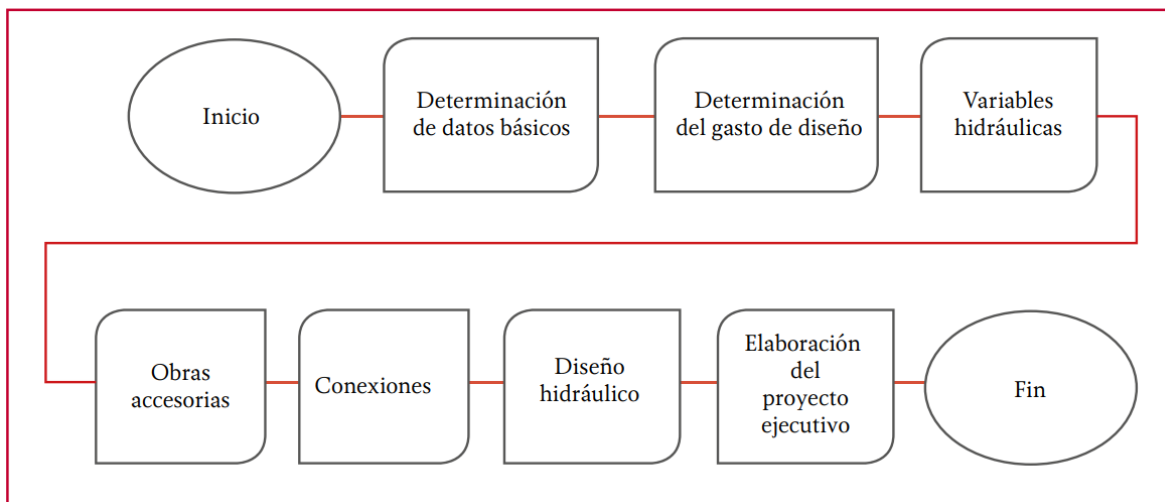 Inicio
Determinación
de datos básicos
Determinación
del gasto de diseño
Variables
hidráulicas
Obras
accesorias
Conexiones
Diseño
hidráulico
Elaboración
del
proyecto
ejecutivo
Fin